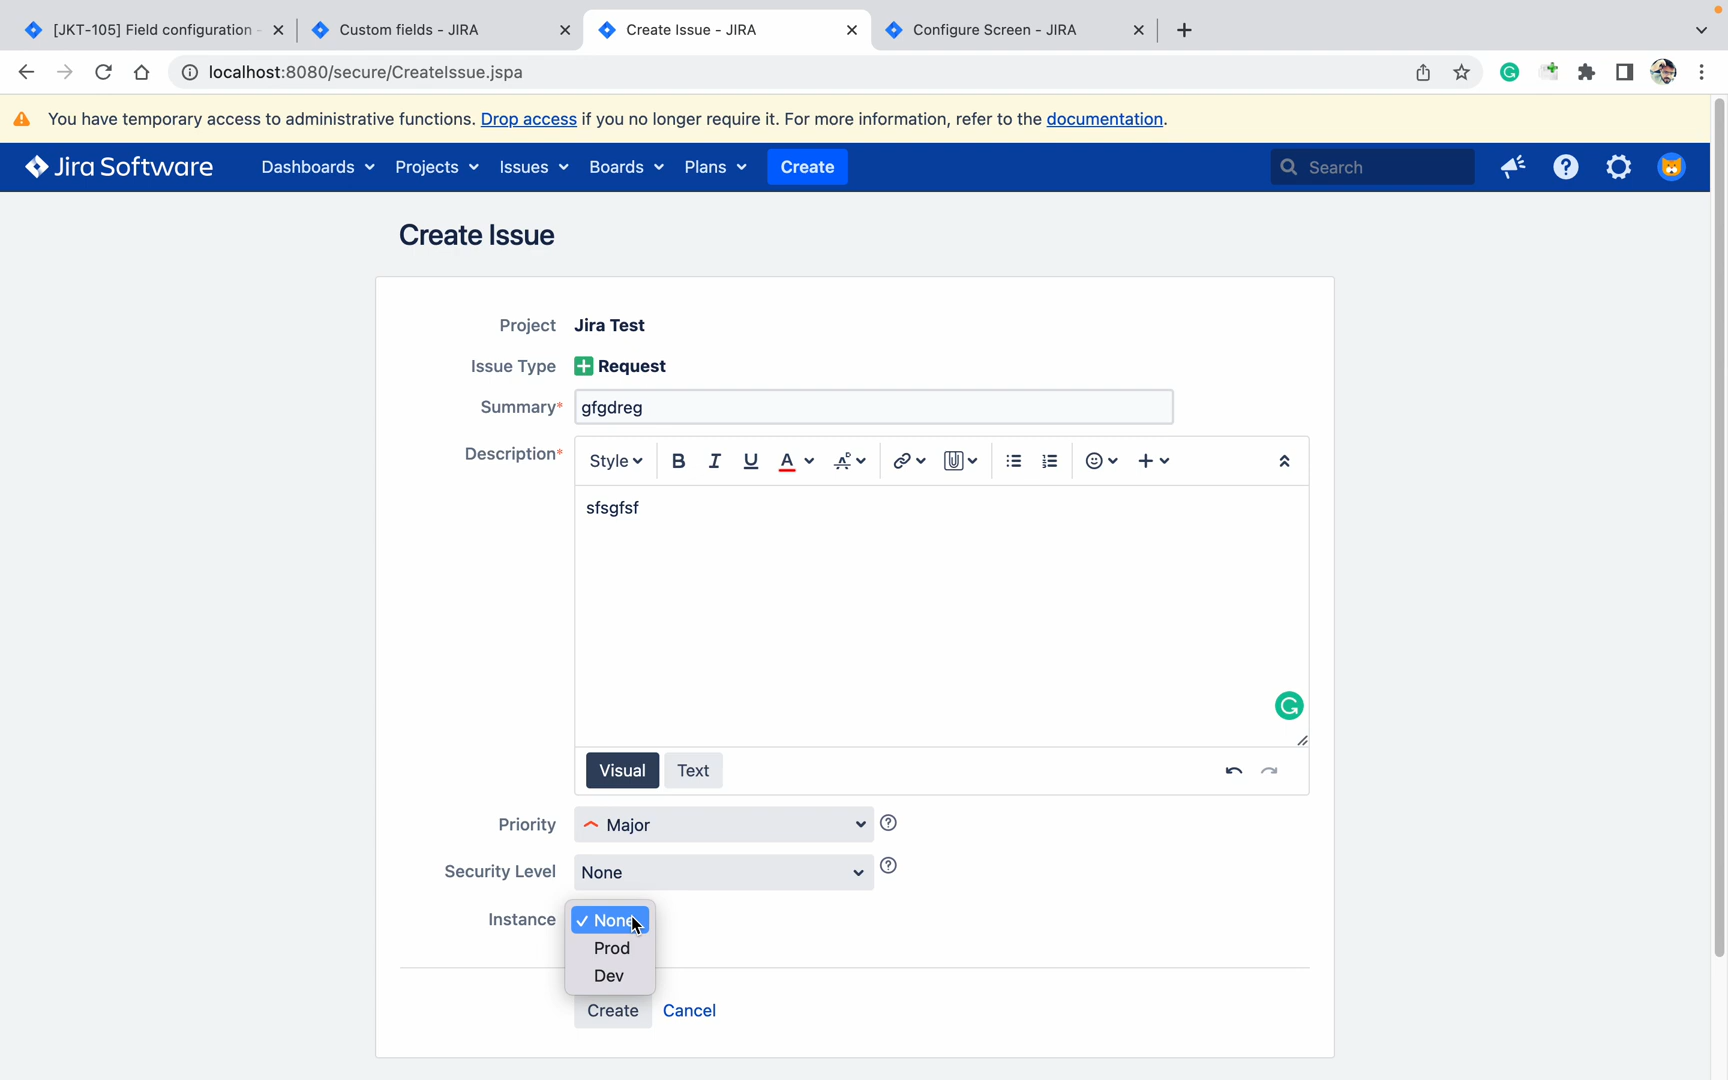 [JKT-105] Field configuration -
Custom fields - JIRA
Create Issue - JIRA
Configure Screen - JIRA
localhost:8080/secure/CreateIssue.jspa
You have temporary access to administrative functions. Drop access if you no longer require it. For more information, refer to the documentation.
Jira Software
Dashboards
Projects
Issues
Boards
Plans
Create
Search
Create Issue
Project Jira Test
Issue Type Request
Summary* gfgdreg
Description*
Style B I U A
sfsgfsf
Visual Text
Priority Major
Security Level None
Instance None
Prod
Dev
Create Cancel